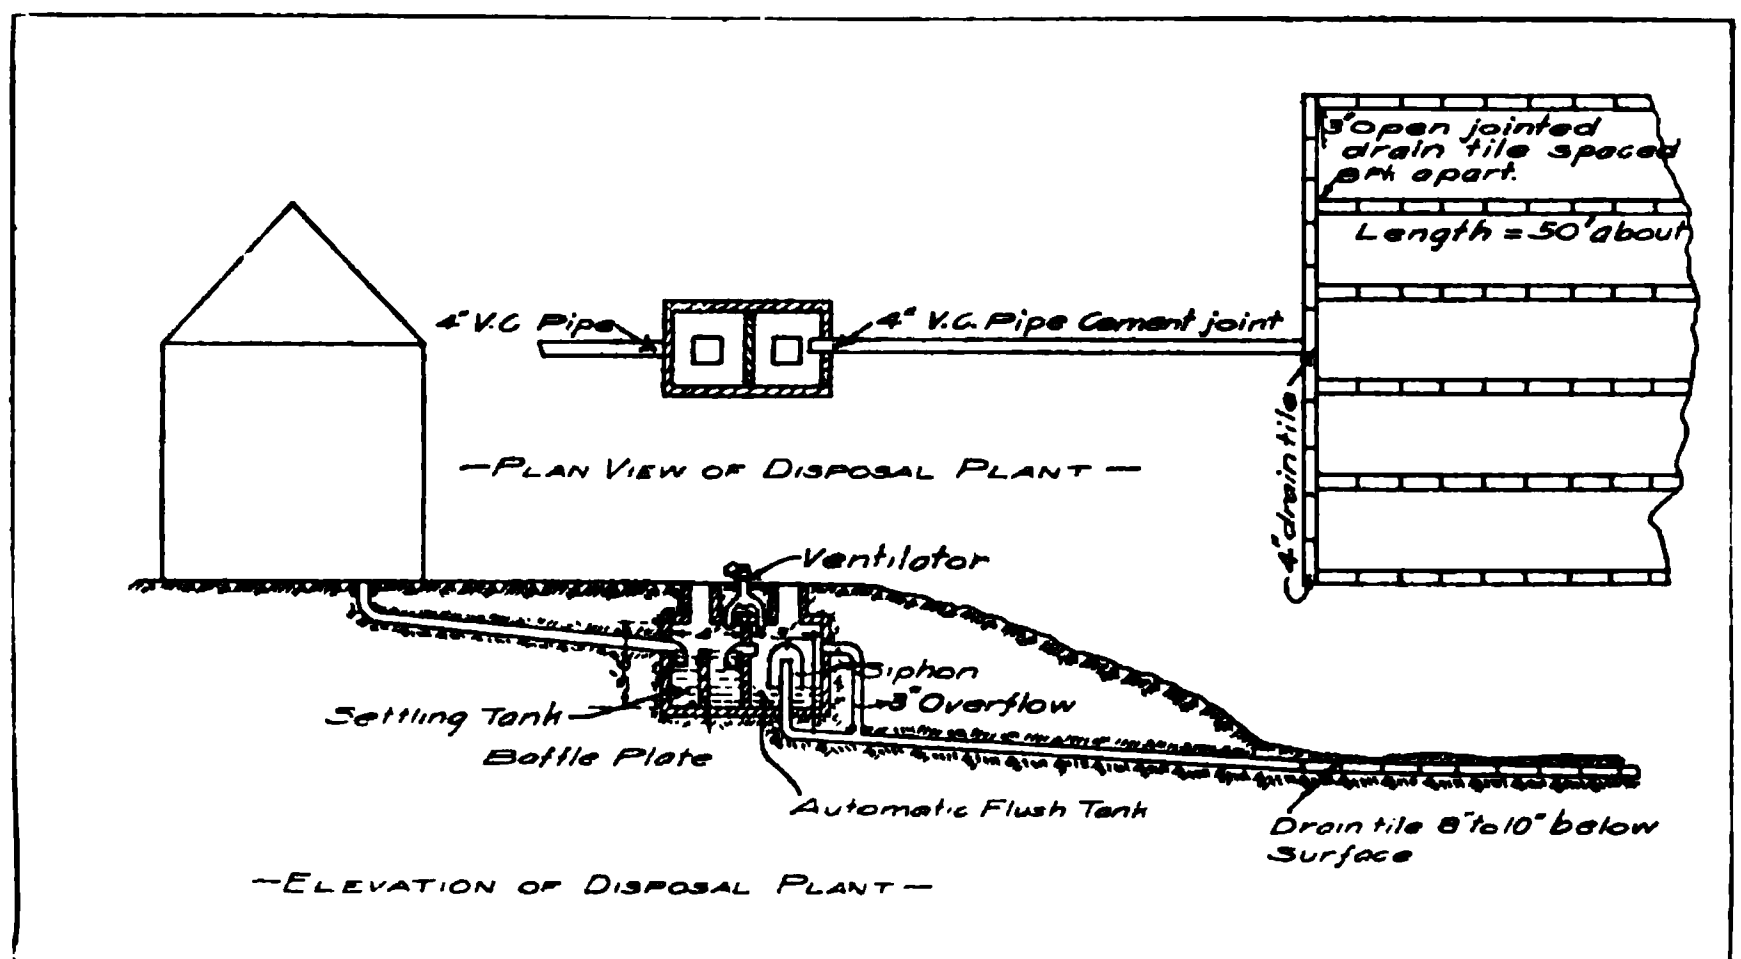 3" Open jointed
drain tile spaced
apart.
Length = 50' about
4" V.C Pipe
4" V.C. Pipe Cement joint
4" drain tile
—PLAN VIEW OF DISPOSAL PLANT—
Ventilator
Siphon
3" Overflow
Settling Tank
Baffle Plate
Automatic Flush Tank
Drain tile 8" to 10" below
Surface
—ELEVATION OF DISPOSAL PLANT—